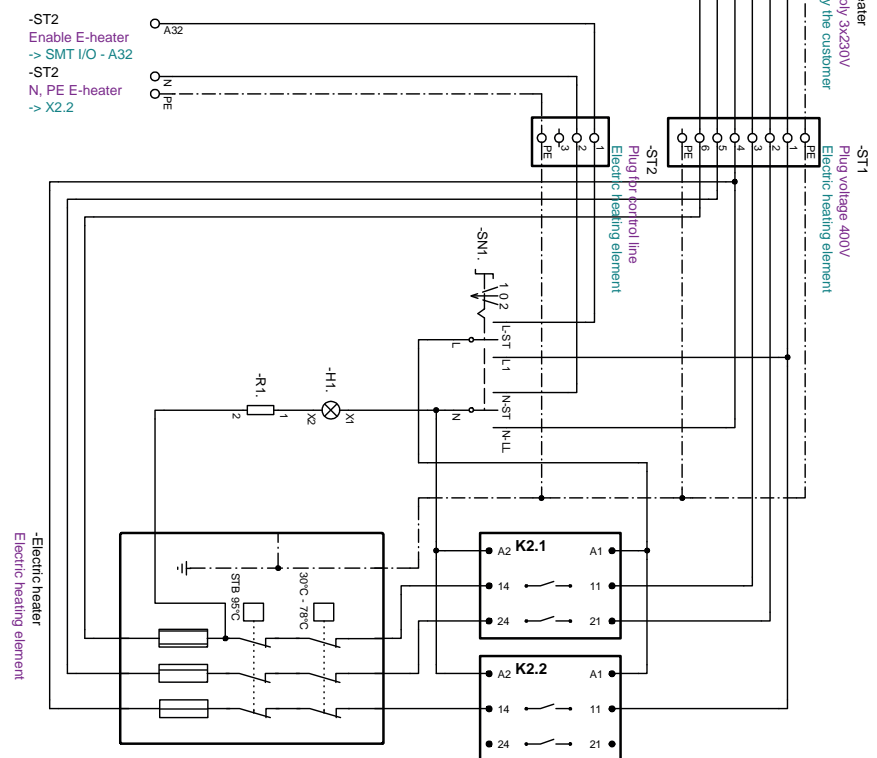 -ST2
Enable E-heater
-> SMT I/O - A32
-ST2
N, PE E-heater
-> X2.2
A32
N
PE
eater
ply 3x230V
y the customer
PE
3
2
1
-ST2
Plug for control line
Electric heating element
PE
6
5
4
3
2
1
PE
-ST1
Plug voltage 400V
Electric heating element
-SN1.
1 0 2
L-ST
L
L1
N-ST
N
N-LL
-R1.
2
1
-H1.
X2
X1
-Electric heater
Electric heating element
STB 95°C
30°C - 78°C
A2 K2.1 A1
14 11
24 21
A2 K2.2 A1
14 11
24 21